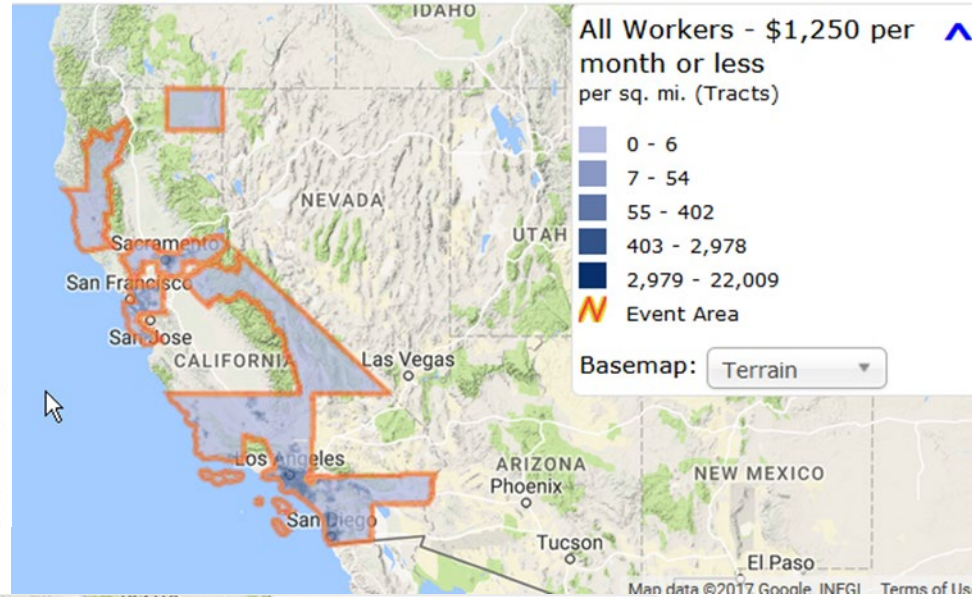 IDAHO
All Workers - $1,250 per
month or less
per sq. mi. (Tracts)
0 - 6
7 - 54
55 - 402
403 - 2,978
2,979 - 22,009
Event Area
Basemap:
Terrain
NEVADA
UTAH
Sacramento
San Francisco
San Jose
CALIFORNIA
Las Vegas
Los Angeles
ARIZONA
NEW MEXICO
Phoenix
San Diego
Tucson
El Paso
Map data ©2017 Google, INEGI
Terms of Us